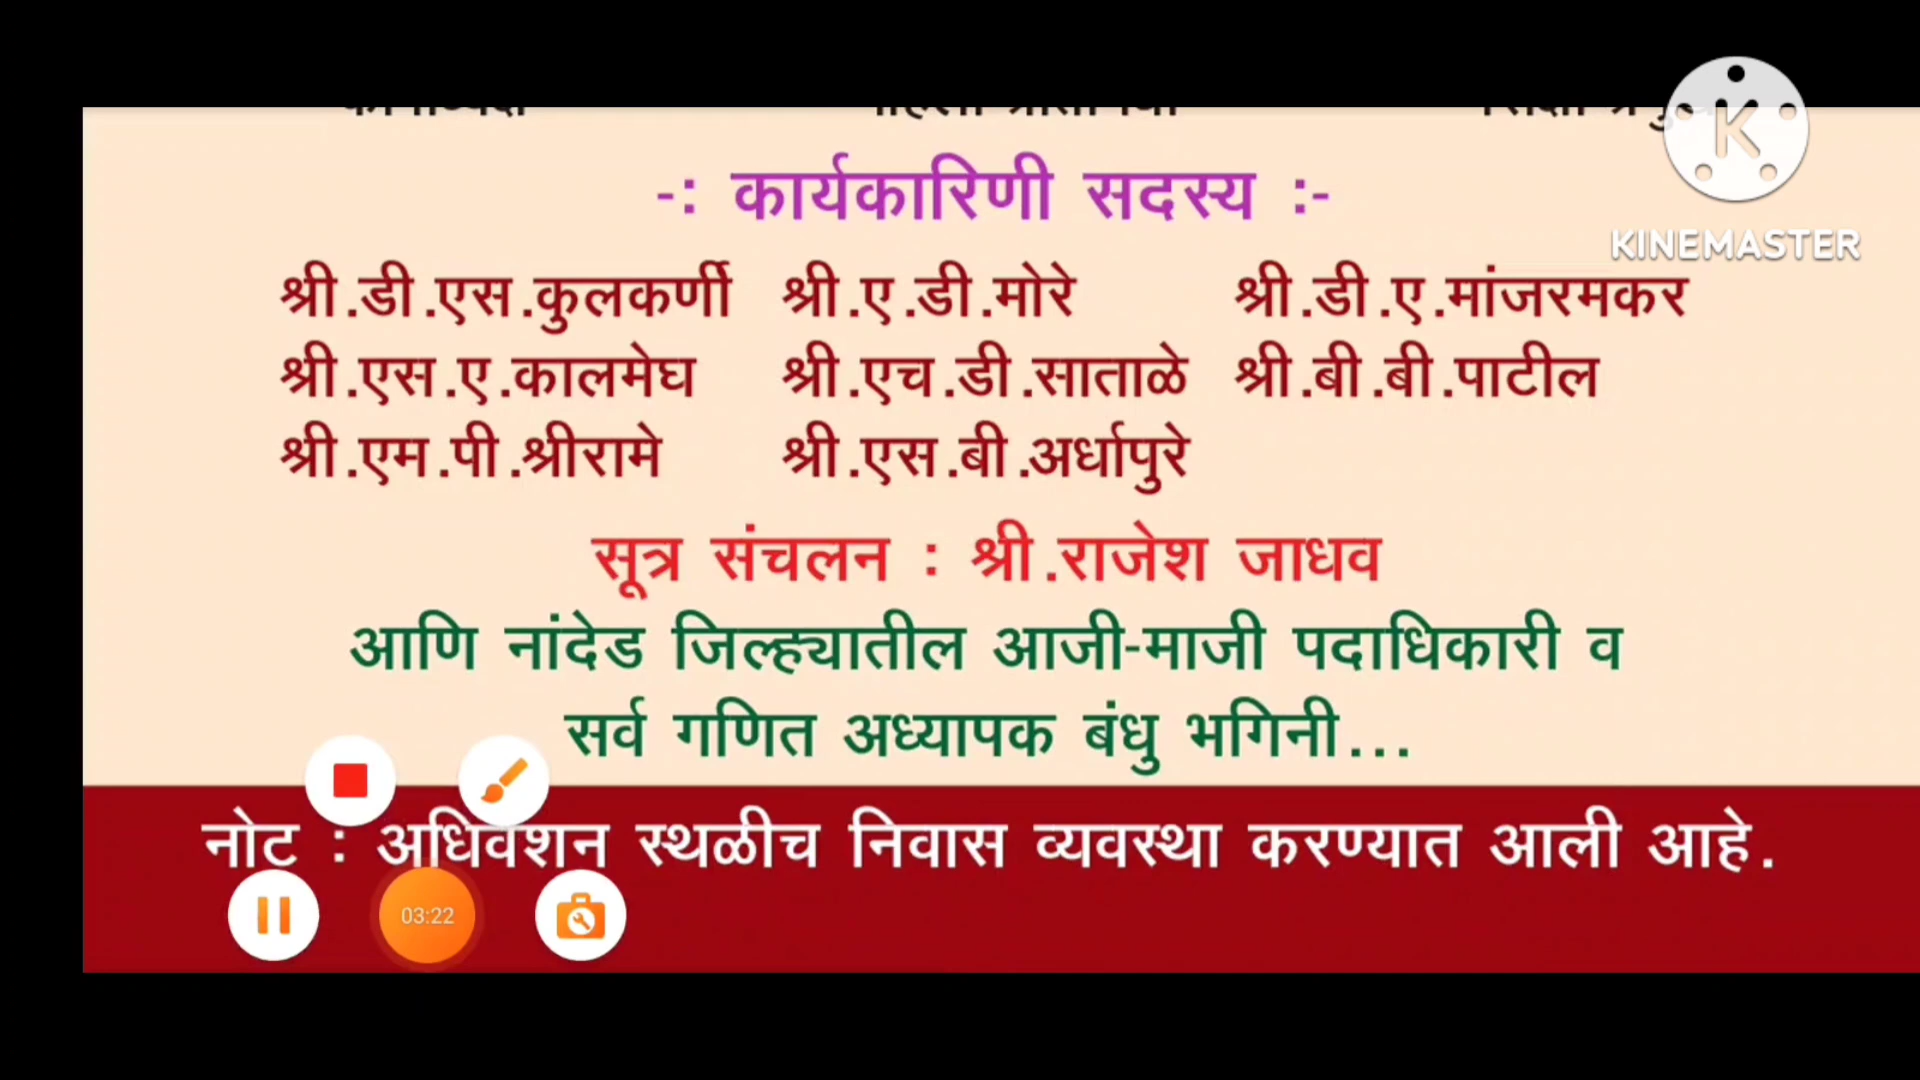 -: कार्यकारिणी सदस्य :-
श्री.डी.एस.कुलकर्णी श्री.ए.डी.मोरे श्री.डी.ए.मांजरमकर
श्री.एस.ए.कालमेघ श्री.एच.डी.साताळे श्री.बी.बी.पाटील
श्री.एम.पी.श्रीरामे श्री.एस.बी.अर्धापुरे
सूत्र संचलन : श्री.राजेश जाधव
आणि नांदेड जिल्ह्यातील आजी-माजी पदाधिकारी व
सर्व गणित अध्यापक बंधु भगिनी...
नोट : अधिवेशन स्थळीच निवास व्यवस्था करण्यात आली आहे.
03:22
K
KINEMASTER